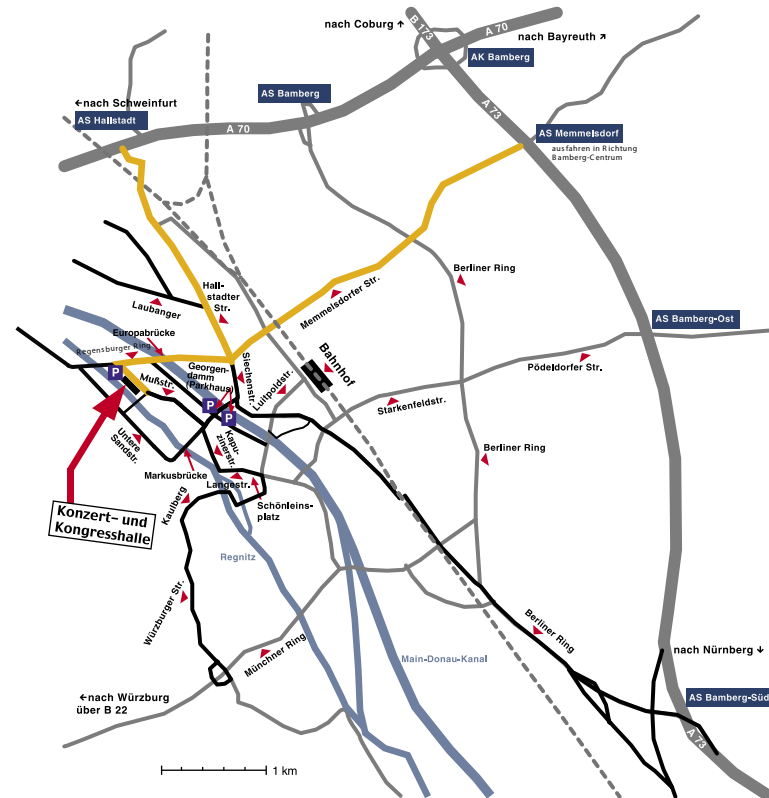 nach Coburg ↑
B 173
A 70
nach Bayreuth ↗
AK Bamberg
AS Bamberg
←nach Schweinfurt
AS Hallstadt
A 70
A 73
AS Memmelsdorf
ausfahren in Richtung
Bamberg-Centrum
Berliner Ring
Hall-
stadter
Str.
Laubanger
Memmelsdorfer Str.
AS Bamberg-Ost
Europabrücke
Regensburger Ring
Georgen-
damm
(Parkhaus)
Siechenstr.
Luitpoldstr.
Bahnhof
Pödeldorfer Str.
P
Mußstr.
Starkenfeldstr.
P
P
Untere
Sandstr.
Kapu-
zinerstr.
Berliner Ring
Markusbrücke
Langestr.
Kaulberg
Schönleins-
platz
Konzert- und
Kongresshalle
Regnitz
Würzburger Str.
Berliner Ring
Münchner Ring
Main-Donau-Kanal
nach Nürnberg ↓
←nach Würzburg
über B 22
AS Bamberg-Süd
A 73
1 km